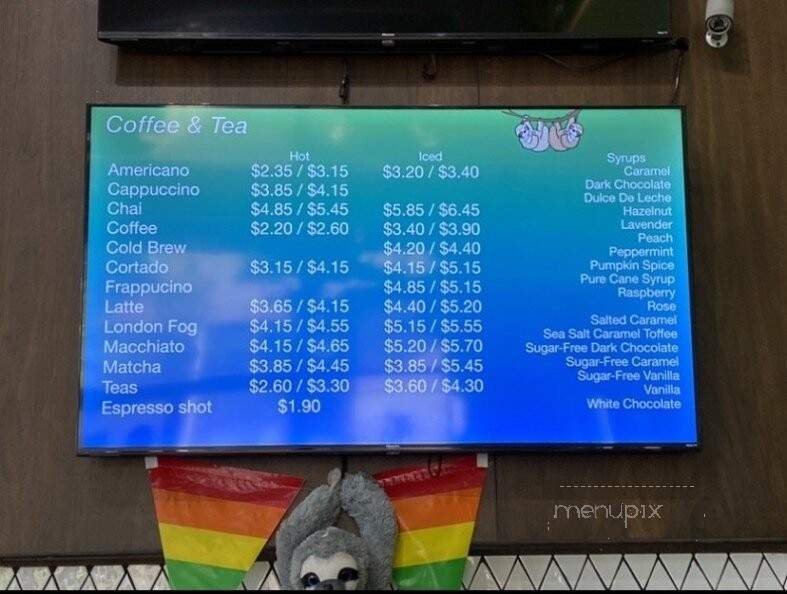 Coffee & Tea
Hot Iced
Americano $2.35 / $3.15 $3.20 / $3.40
Cappuccino $3.85 / $4.15
Chai $4.85 / $5.45 $5.85 / $6.45
Coffee $2.20 / $2.60 $3.40 / $3.90
Cold Brew $4.20 / $4.40
Cortado $3.15 / $4.15 $4.15 / $5.15
Frappucino $4.85 / $5.15
Latte $3.65 / $4.15 $4.40 / $5.20
London Fog $4.15 / $4.55 $5.15 / $5.55
Macchiato $4.15 / $4.65 $5.20 / $5.70
Matcha $3.85 / $4.45 $3.85 / $5.45
Teas $2.60 / $3.30 $3.60 / $4.30
Espresso shot $1.90
Syrups
Caramel
Dark Chocolate
Dulce De Leche
Hazelnut
Lavender
Peach
Peppermint
Pumpkin Spice
Pure Cane Syrup
Raspberry
Rose
Salted Caramel
Sea Salt Caramel Toffee
Sugar-Free Dark Chocolate
Sugar-Free Caramel
Sugar-Free Vanilla
Vanilla
White Chocolate
menupix